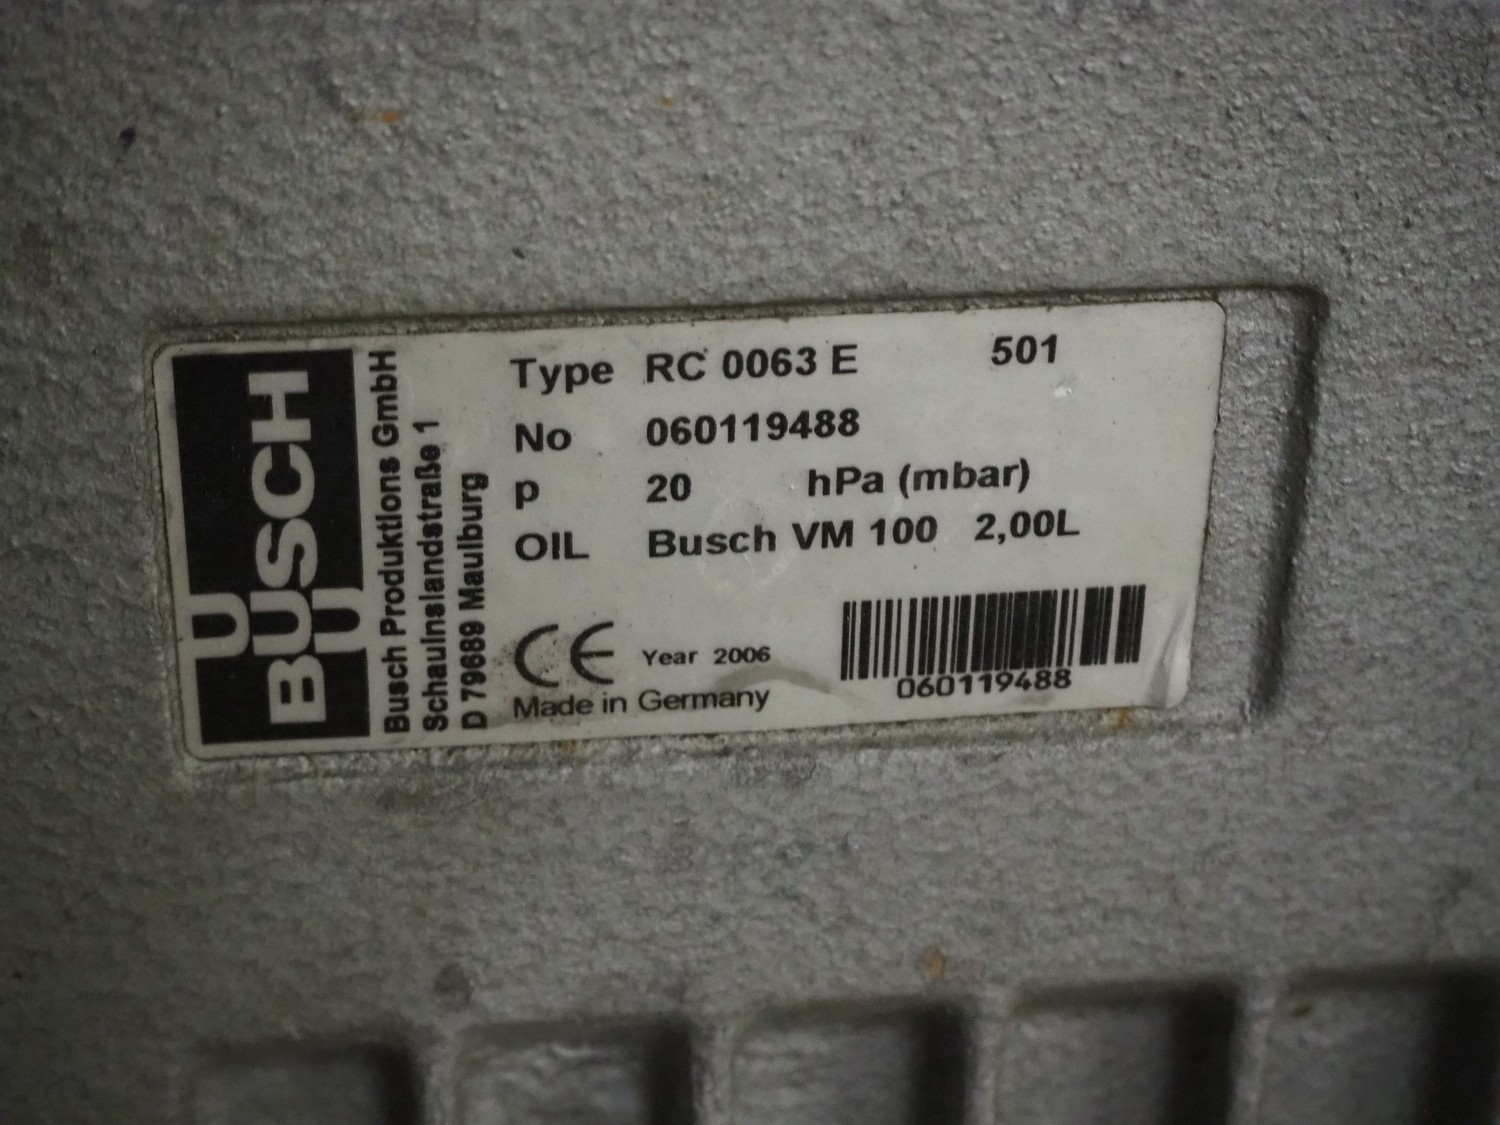 U
BUSCH
U
Busch Produktions GmbH
Schauinslandstraße 1
D 79689 Maulburg
Type RC 0063 E 501
No 060119488
p 20 hPa (mbar)
OIL Busch VM 100 2,00L
CE Year 2006
Made in Germany
060119488